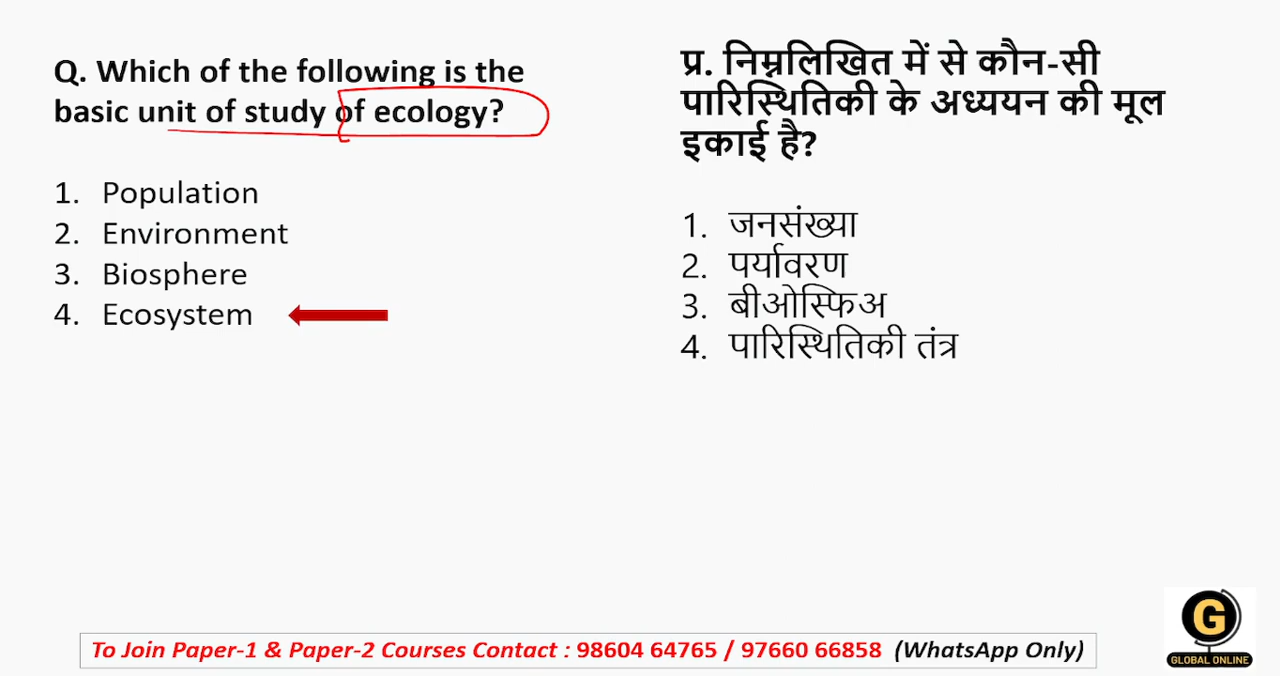 Q. Which of the following is the
basic unit of study of ecology?
1. Population
2. Environment
3. Biosphere
4. Ecosystem
प्र. निम्नलिखित में से कौन-सी
पारिस्थितिकी के अध्ययन की मूल
इकाई है?
1. जनसंख्या
2. पर्यावरण
3. बीओस्फिअ
4. पारिस्थितिकी तंत्र
To Join Paper-1 & Paper-2 Courses Contact : 98604 64765 / 97660 66858 (WhatsApp Only)
G
GLOBAL ONLINE